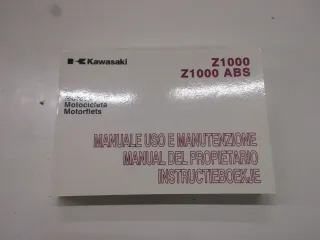 Kawasaki
Z1000
Z1000 ABS
Motocicleta
Motorfiets
MANUALE USO E MANUTENZIONE
MANUAL DEL PROPIETARIO
INSTRUCTIEBOEKJE